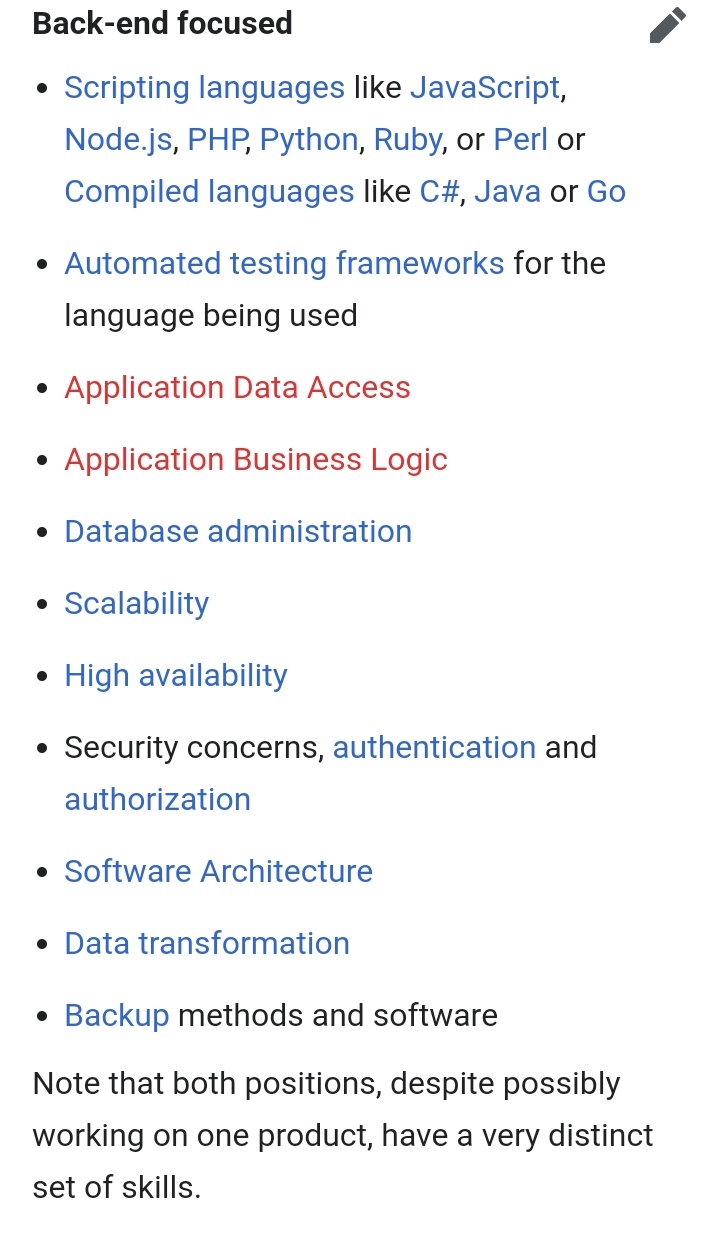 Back-end focused
• Scripting languages like JavaScript,
Node.js, PHP, Python, Ruby, or Perl or
Compiled languages like C#, Java or Go
• Automated testing frameworks for the
language being used
• Application Data Access
• Application Business Logic
• Database administration
• Scalability
• High availability
• Security concerns, authentication and
authorization
• Software Architecture
• Data transformation
• Backup methods and software
Note that both positions, despite possibly
working on one product, have a very distinct
set of skills.